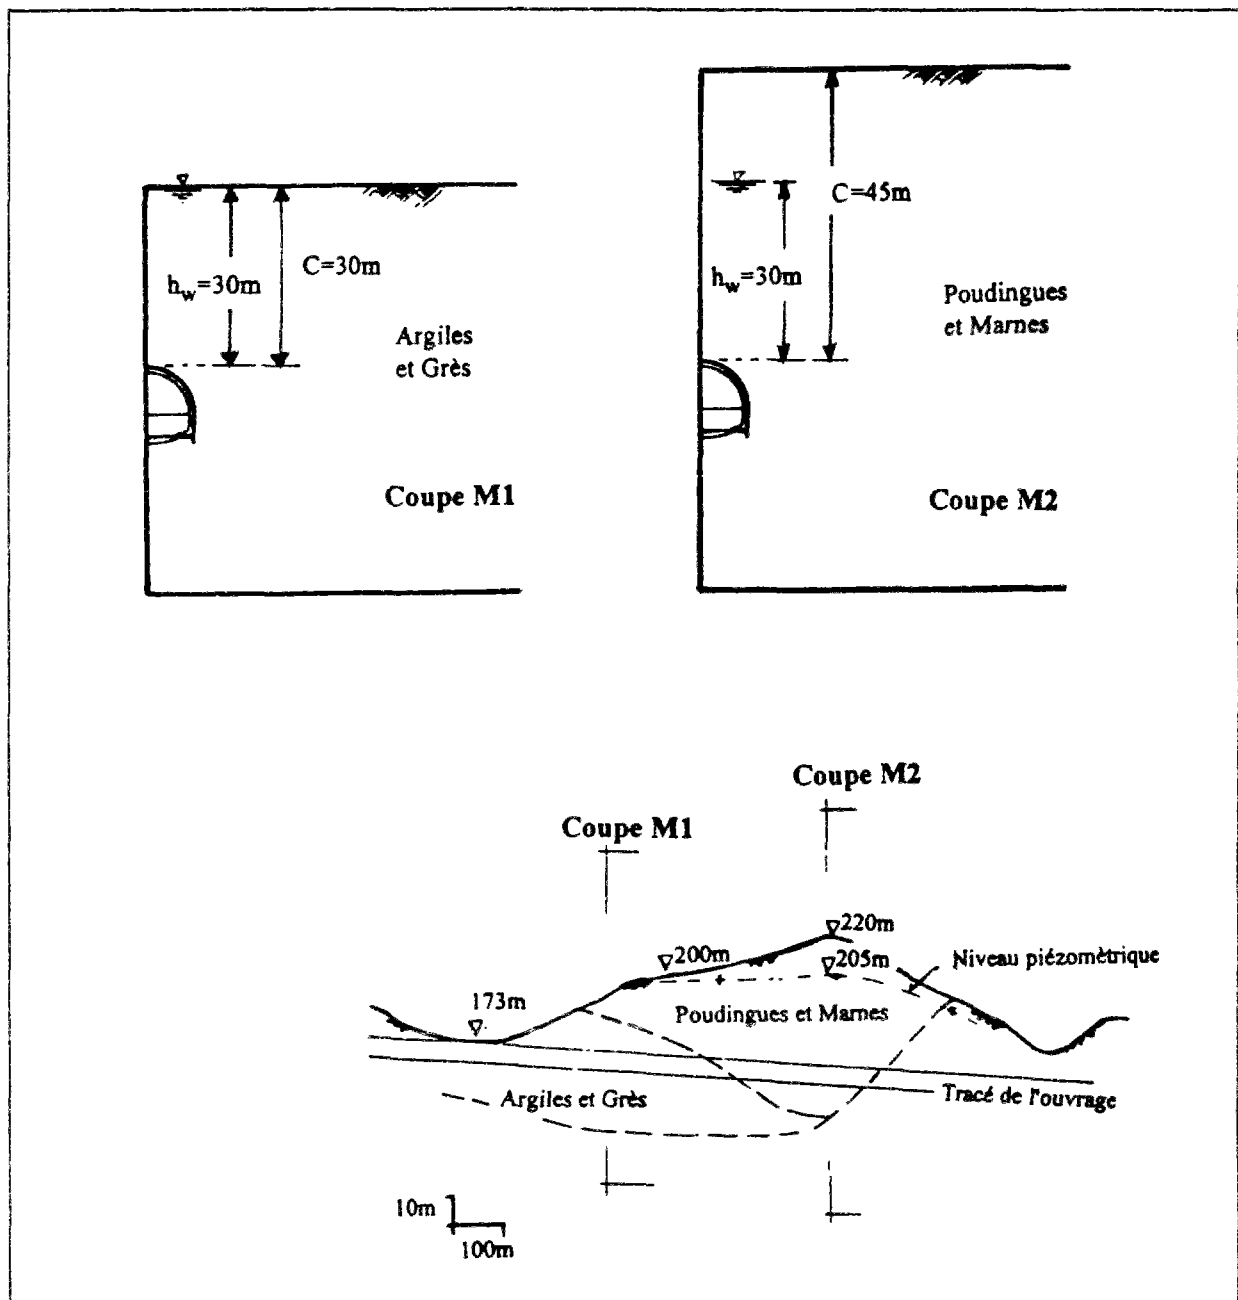 C=30m
h_w=30m
Argiles
et Grès
Coupe M1
C=45m
h_w=30m
Poudingues
et Marnes
Coupe M2
Coupe M2
Coupe M1
220m
200m
205m
Niveau piézomètrique
173m
Poudingues et Marnes
Argiles et Grès
Tracé de l'ouvrage
10m
100m